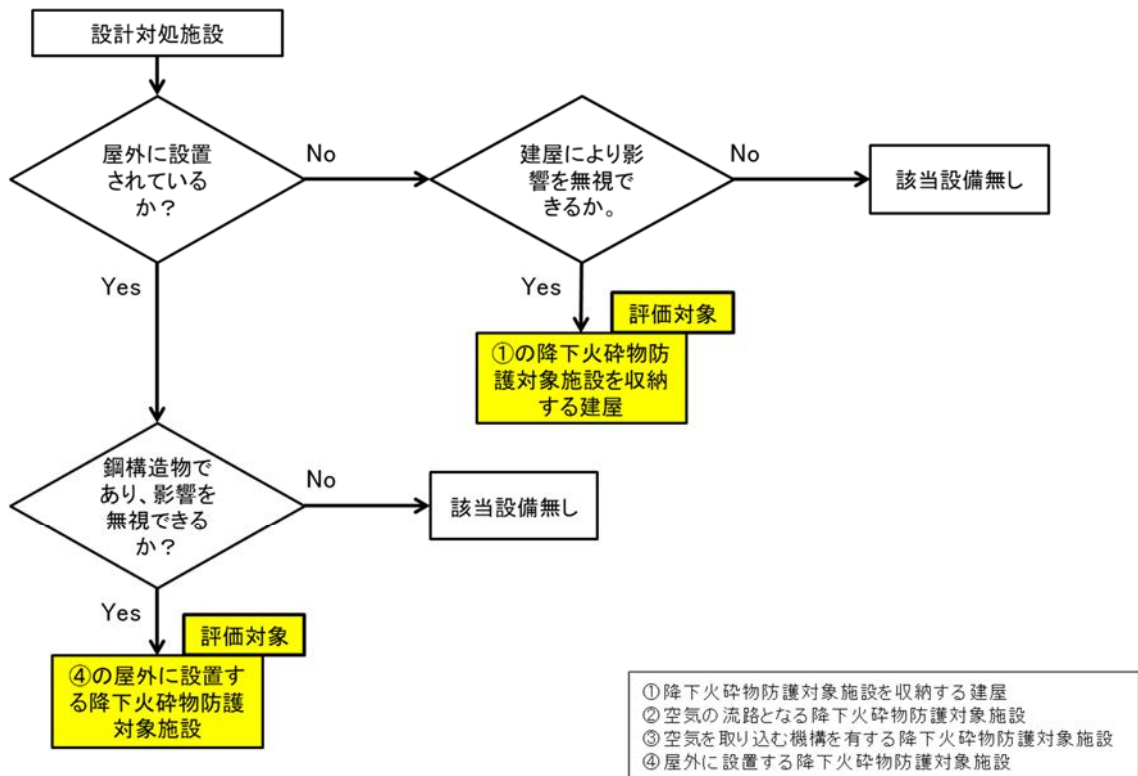 設計対処施設
屋外に設置
されている
か？
No
建屋により影
響を無視で
きるか。
No
該当設備無し
Yes
Yes
評価対象
①の降下火砕物防
護対象施設を収納
する建屋
鋼構造物で
あり、影響を
無視できる
か？
No
該当設備無し
Yes
評価対象
④の屋外に設置す
る降下火砕物防護
対象施設
①降下火砕物防護対象施設を収納する建屋
②空気の流路となる降下火砕物防護対象施設
③空気を取り込む機構を有する降下火砕物防護対象施設
④屋外に設置する降下火砕物防護対象施設